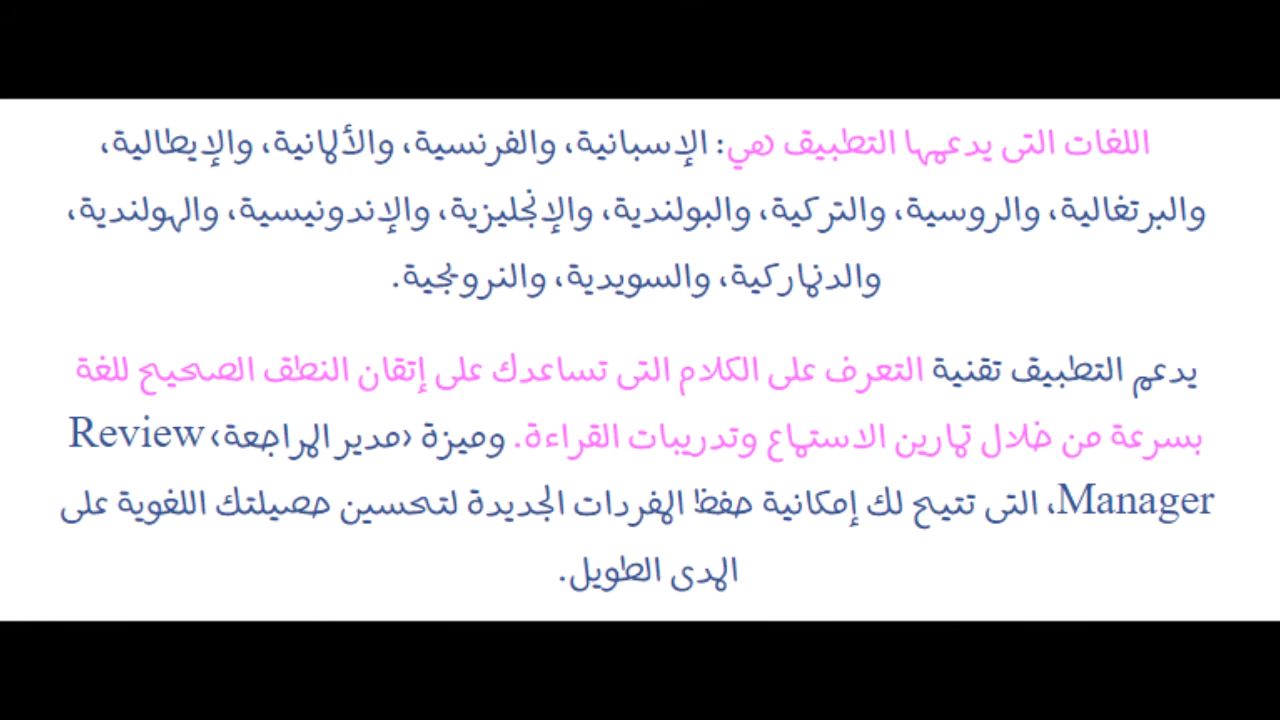 اللغات التى يدعمها التطبيق هي: الإسبانية، والفرنسية، والألمانية، والإيطالية،
والبرتغالية، والروسية، والتركية، والبولندية، والإنجليزية، والإندونيسية، والهولندية،
والدنماركية، والسويدية، والنرويجية.
يدعم التطبيق تقنية التعرف على الكلام التى تساعدك على إتقان النطق الصحيح للغة
بسرعة من خلال تمارين الاستماع وتدريبات القراءة. وميزة ‹مدير المراجعة› Review
Manager، التى تتيح لك إمكانية حفظ المفردات الجديدة لتحسين حصيلتك اللغوية على
المدى الطويل.